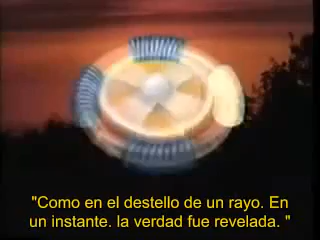 "Como en el destello de un rayo. En
un instante. la verdad fue revelada. "